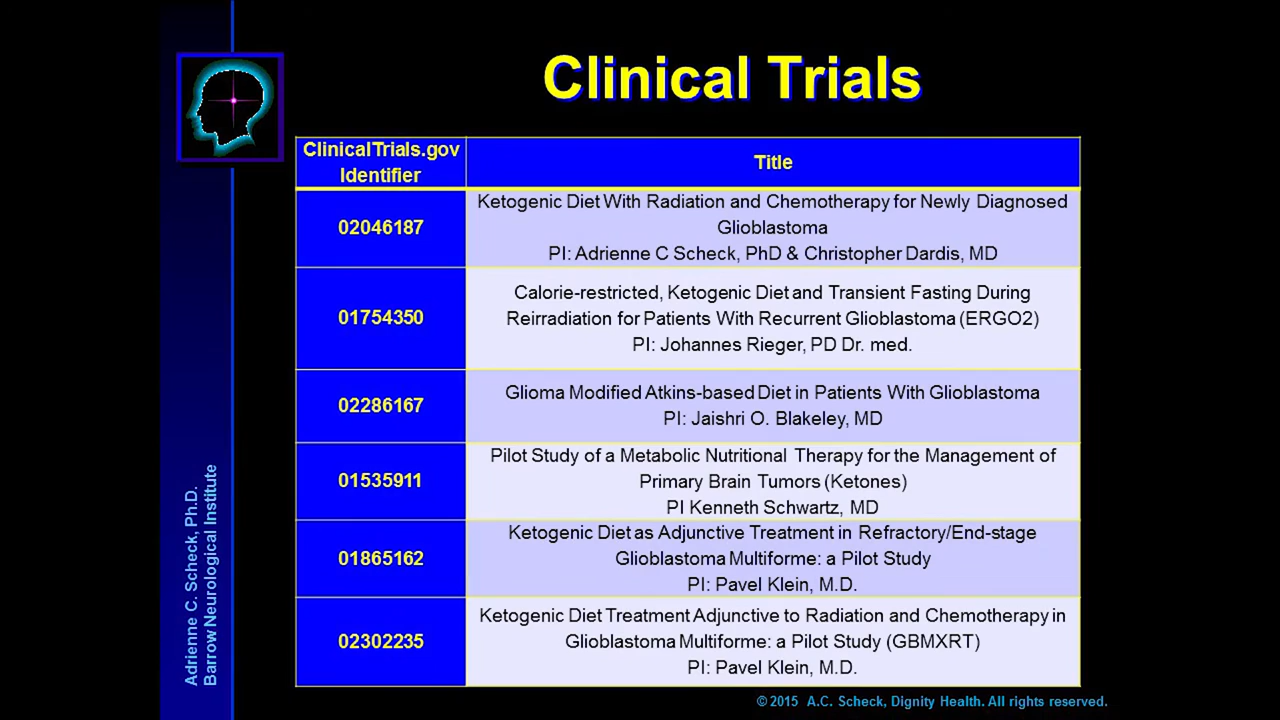 Clinical Trials
ClinicalTrials.gov
Identifier
Title
02046187
Ketogenic Diet With Radiation and Chemotherapy for Newly Diagnosed
Glioblastoma
PI: Adrienne C Scheck, PhD & Christopher Dardis, MD
01754350
Calorie-restricted, Ketogenic Diet and Transient Fasting During
Reirradiation for Patients With Recurrent Glioblastoma (ERGO2)
PI: Johannes Rieger, PD Dr. med.
02286167
Glioma Modified Atkins-based Diet in Patients With Glioblastoma
PI: Jaishri O. Blakeley, MD
01535911
Pilot Study of a Metabolic Nutritional Therapy for the Management of
Primary Brain Tumors (Ketones)
PI Kenneth Schwartz, MD
01865162
Ketogenic Diet as Adjunctive Treatment in Refractory/End-stage
Glioblastoma Multiforme: a Pilot Study
PI: Pavel Klein, M.D.
02302235
Ketogenic Diet Treatment Adjunctive to Radiation and Chemotherapy in
Glioblastoma Multiforme: a Pilot Study (GBMXRT)
PI: Pavel Klein, M.D.
Adrienne C. Scheck, Ph.D.
Barrow Neurological Institute
© 2015 A.C. Scheck, Dignity Health. All rights reserved.